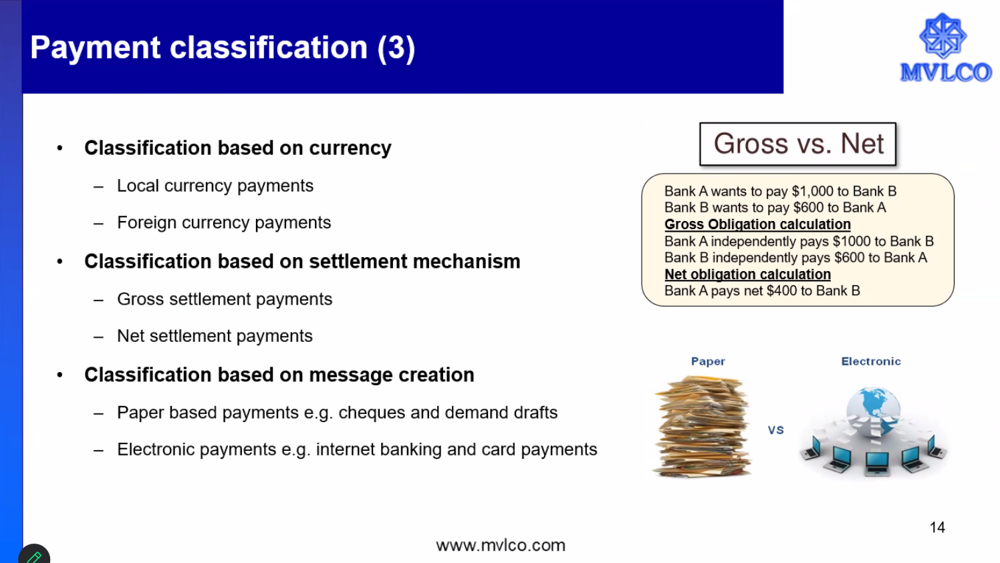 Payment classification (3)
MVLCO
• Classification based on currency
– Local currency payments
– Foreign currency payments
• Classification based on settlement mechanism
– Gross settlement payments
– Net settlement payments
• Classification based on message creation
– Paper based payments e.g. cheques and demand drafts
– Electronic payments e.g. internet banking and card payments
Gross vs. Net
Bank A wants to pay $1,000 to Bank B
Bank B wants to pay $600 to Bank A
Gross Obligation calculation
Bank A independently pays $1000 to Bank B
Bank B independently pays $600 to Bank A
Net obligation calculation
Bank A pays net $400 to Bank B
Paper
Electronic
VS
14
www.mvlco.com